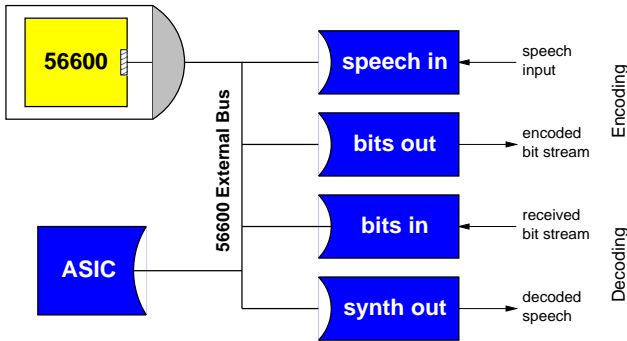 56600
speech in
speech
input
bits out
encoded
bit stream
Encoding
56600 External Bus
bits in
received
bit stream
ASIC
synth out
decoded
speech
Decoding